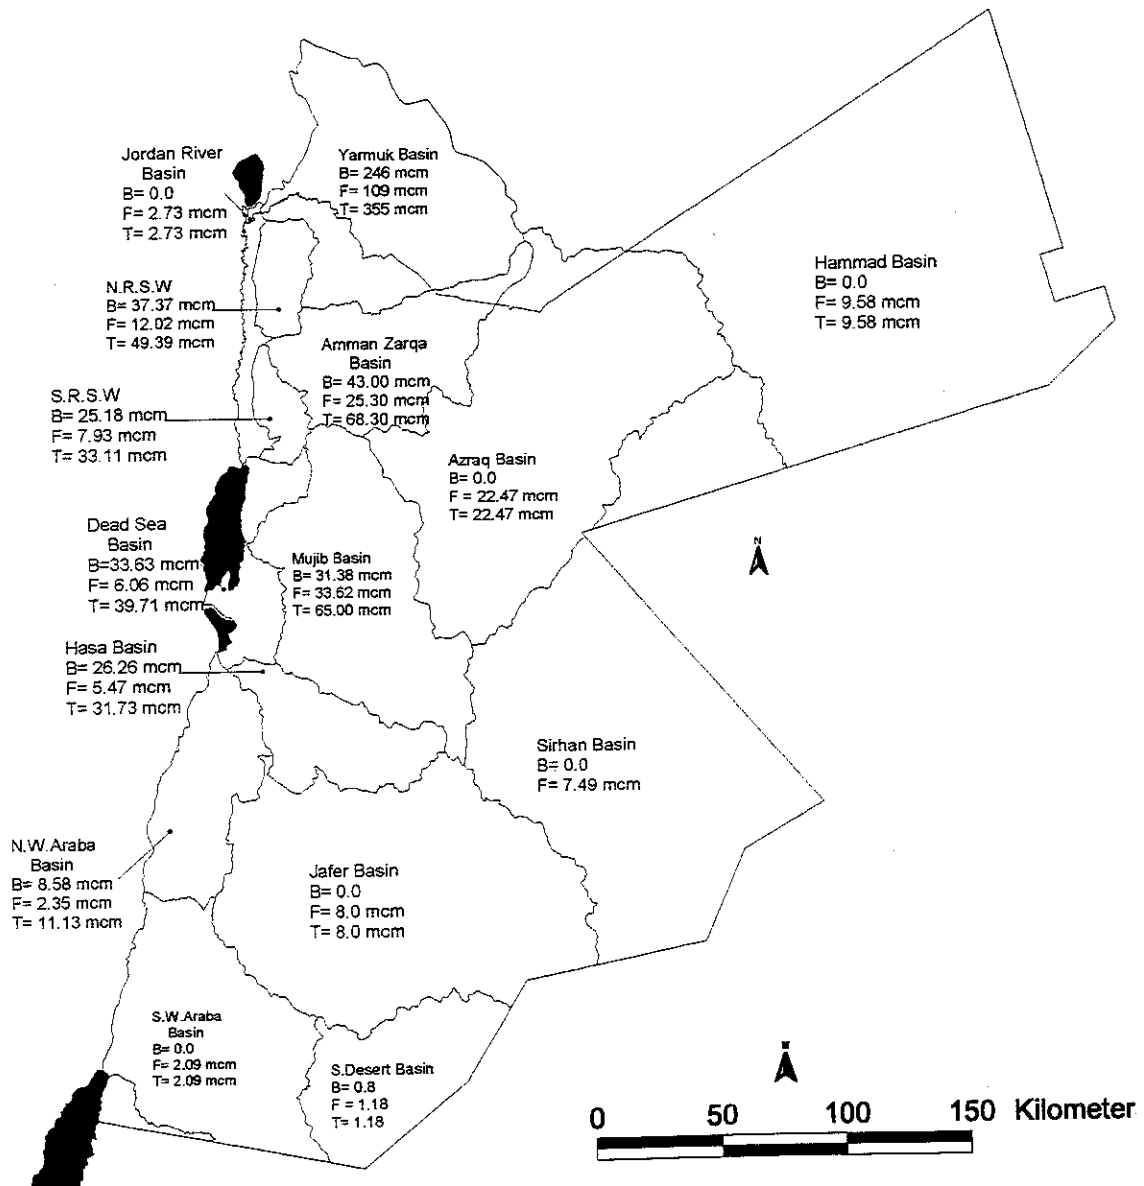 Jordan River
Basin
B= 0.0
F= 2.73 mcm
T= 2.73 mcm
Yarmuk Basin
B= 246 mcm
F= 109 mcm
T= 355 mcm
Hammad Basin
B= 0.0
F= 9.58 mcm
T= 9.58 mcm
N.R.S.W
B= 37.37 mcm
F= 12.02 mcm
T= 49.39 mcm
Amman Zarqa
Basin
B= 43.00 mcm
F= 25.30 mcm
T= 68.30 mcm
S.R.S.W
B= 25.18 mcm
F= 7.93 mcm
T= 33.11 mcm
Azraq Basin
B= 0.0
F = 22.47 mcm
T= 22.47 mcm
Dead Sea
Basin
B=33.63 mcm
F= 6.06 mcm
T= 39.71 mcm
Mujib Basin
B= 31.38 mcm
F= 33.62 mcm
T= 65.00 mcm
N
Hasa Basin
B= 26.26 mcm
F= 5.47 mcm
T= 31.73 mcm
Sirhan Basin
B= 0.0
F= 7.49 mcm
N.W.Araba
Basin
B= 8.58 mcm
F= 2.35 mcm
T= 11.13 mcm
Jafer Basin
B= 0.0
F= 8.0 mcm
T= 8.0 mcm
S.W.Araba
Basin
B= 0.0
F= 2.09 mcm
T= 2.09 mcm
S.Desert Basin
B= 0.8
F = 1.18
T= 1.18
0 50 100 150 Kilometer